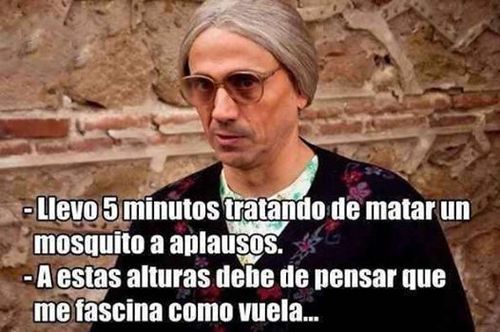 - Llevo 5 minutos tratando de matar un
mosquito a aplausos.
- A estas alturas debe de pensar que
me fascina como vuela...